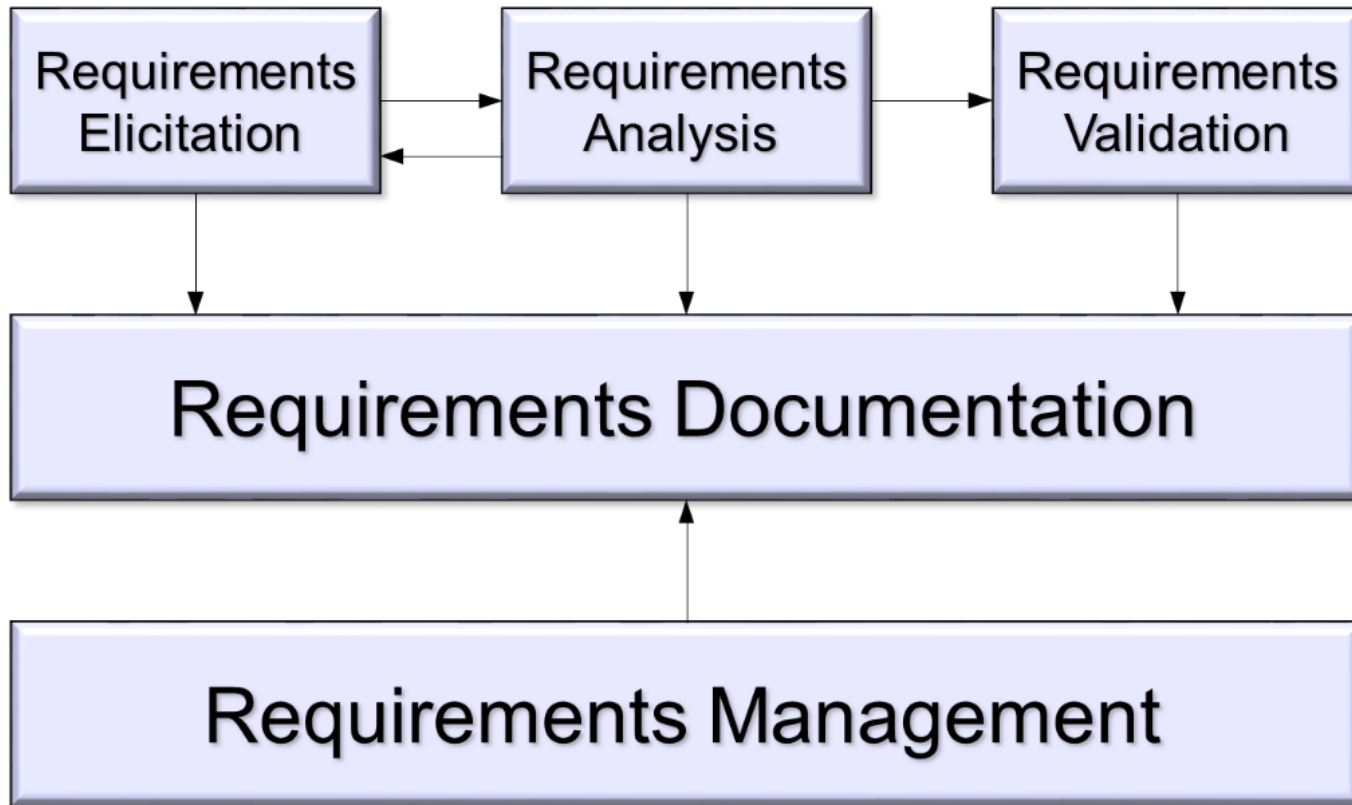 Requirements
Elicitation
Requirements
Analysis
Requirements
Validation
Requirements Documentation
Requirements Management